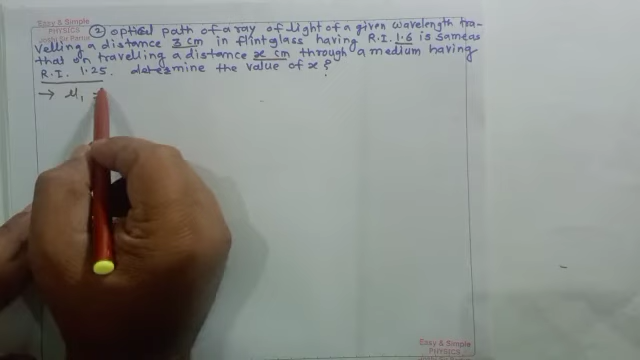 Easy & Simple
PHYSICS
② optical path of a ray of light of a given wavelength tra-
velling a distance 3 cm in flintglass having R.I. 1.6 is same as
that on travelling a distance x cm through a medium having
R.I. 1.25. determine the value of x?
→ μ₁ =
Easy & Simple
PHYSICS